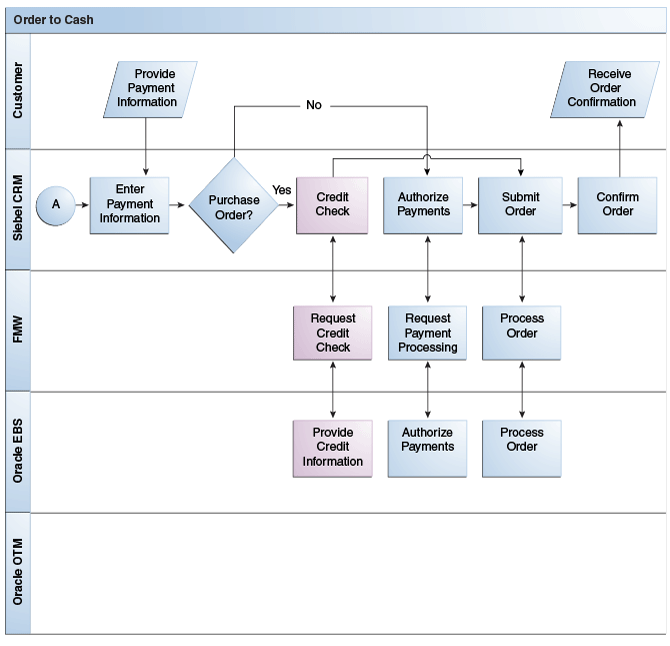 Order to Cash
Customer
Provide
Payment
Information
No
Receive
Order
Confirmation
Siebel CRM
A
Enter
Payment
Information
Purchase
Order?
Yes
Credit
Check
Authorize
Payments
Submit
Order
Confirm
Order
FMW
Request
Credit
Check
Request
Payment
Processing
Process
Order
Oracle EBS
Provide
Credit
Information
Authorize
Payments
Process
Order
Oracle OTM